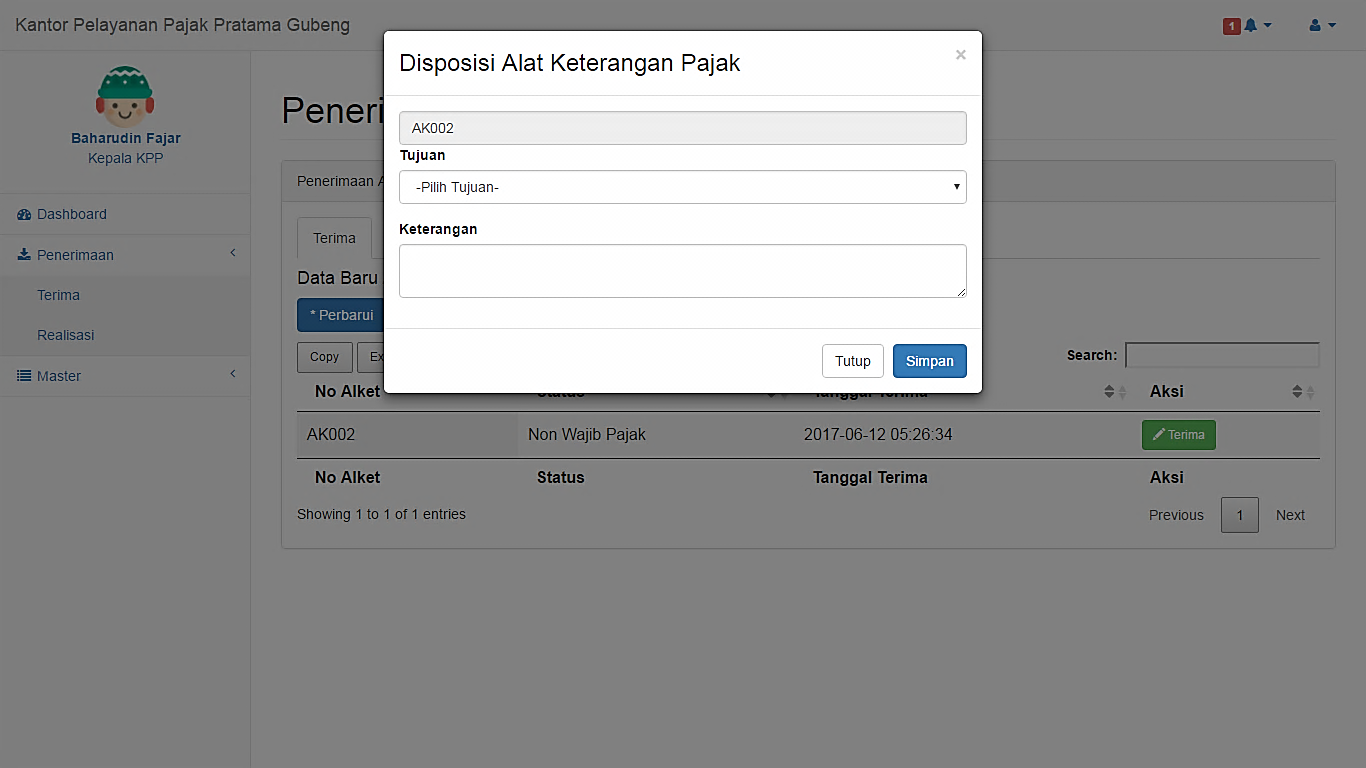 Kantor Pelayanan Pajak Pratama Gubeng
1
Baharudin Fajar
Kepala KPP
Dashboard
Penerimaan
Terima
Realisasi
Master
Disposisi Alat Keterangan Pajak
×
AK002
Tujuan
-Pilih Tujuan-
Keterangan
Tutup Simpan
Penerimaan
Terima
Data Baru
* Perbarui
Copy
Search:
No Alket Status Tanggal Terima Aksi
AK002 Non Wajib Pajak 2017-06-12 05:26:34 Terima
No Alket Status Tanggal Terima Aksi
Showing 1 to 1 of 1 entries
Previous 1 Next